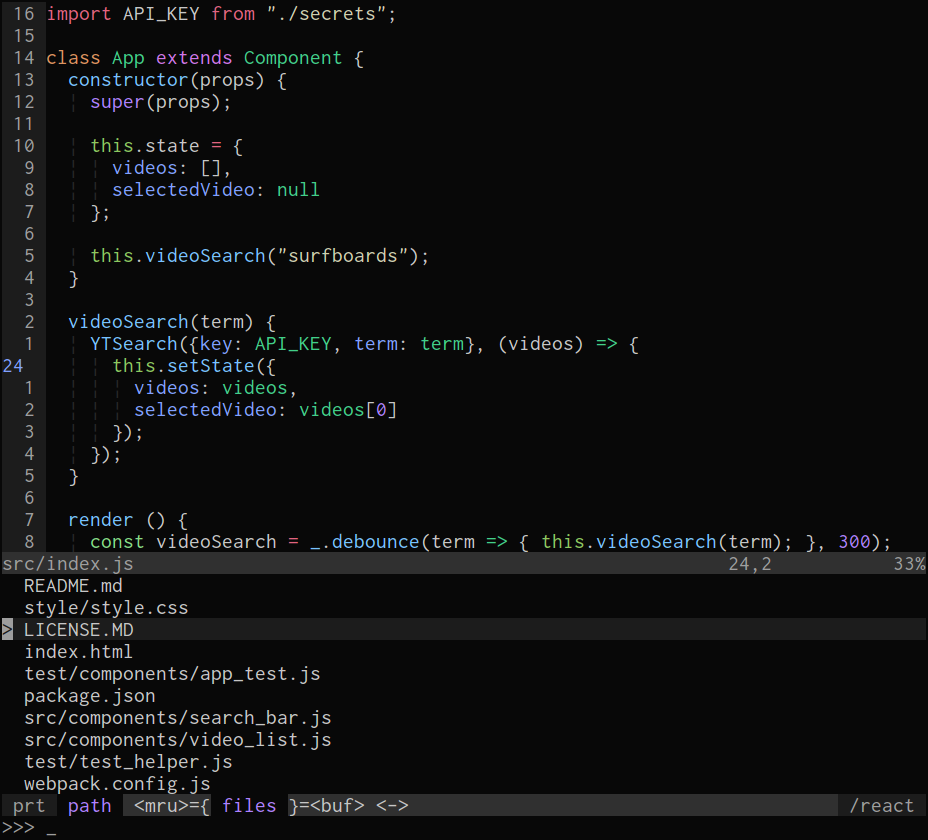 16 import API_KEY from "./secrets";
15
14 class App extends Component {
13   constructor(props) {
12     super(props);
11
10     this.state = {
9       videos: [],
8       selectedVideo: null
7     };
6
5     this.videoSearch("surfboards");
4   }
3
2   videoSearch(term) {
1     YTSearch({key: API_KEY, term: term}, (videos) => {
24       this.setState({
1         videos: videos,
2         selectedVideo: videos[0]
3       });
4     });
5   }
6
7   render () {
8     const videoSearch = _.debounce(term => { this.videoSearch(term); }, 300);
src/index.js 24,2 33%
README.md
style/style.css
> LICENSE.MD
index.html
test/components/app_test.js
package.json
src/components/search_bar.js
src/components/video_list.js
test/test_helper.js
webpack.config.js
prt path <mru>={ files }=<buf> <-> /react
>>> _